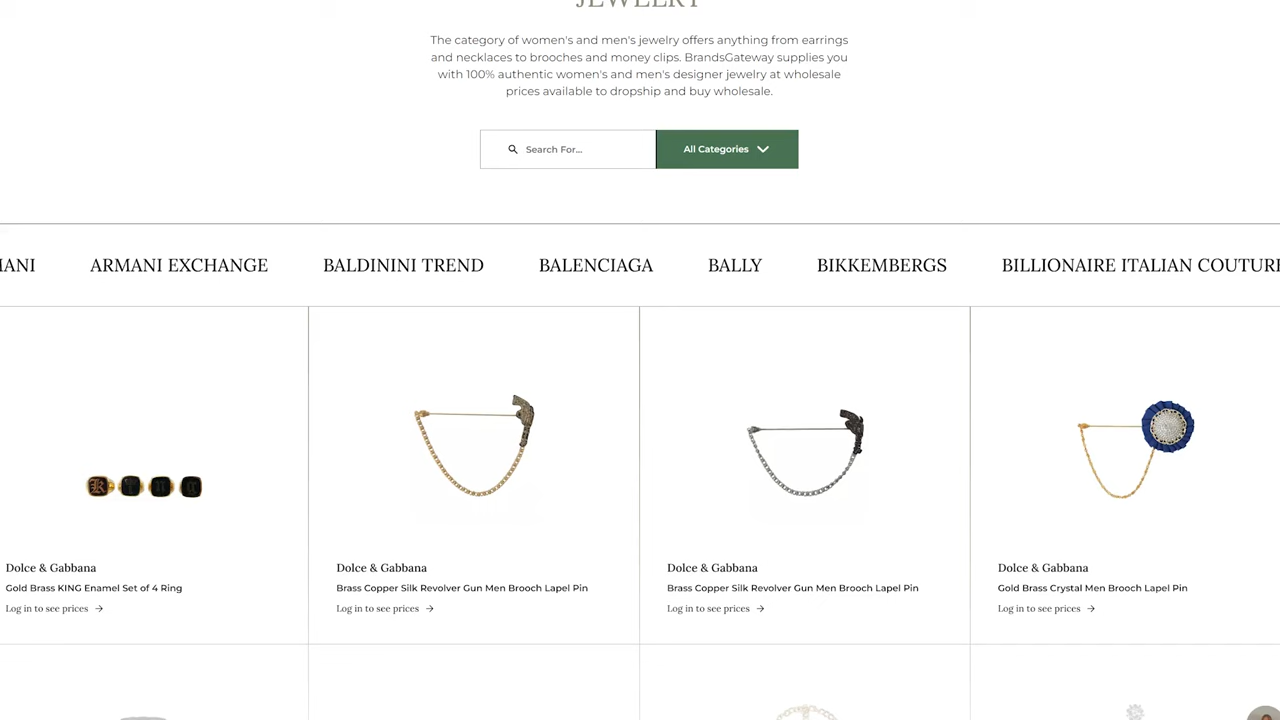 JEWELRY
The category of women's and men's jewelry offers anything from earrings
and necklaces to brooches and money clips. BrandsGateway supplies you
with 100% authentic women's and men's designer jewelry at wholesale
prices available to dropship and buy wholesale.
Search For...
All Categories
ARMANI EXCHANGE BALDININI TREND BALENCIAGA BALLY BIKKEMBERGS BILLIONAIRE ITALIAN COUTURE
Dolce & Gabbana
Gold Brass KING Enamel Set of 4 Ring
Log in to see prices →
Dolce & Gabbana
Brass Copper Silk Revolver Gun Men Brooch Lapel Pin
Log in to see prices →
Dolce & Gabbana
Brass Copper Silk Revolver Gun Men Brooch Lapel Pin
Log in to see prices →
Dolce & Gabbana
Gold Brass Crystal Men Brooch Lapel Pin
Log in to see prices →